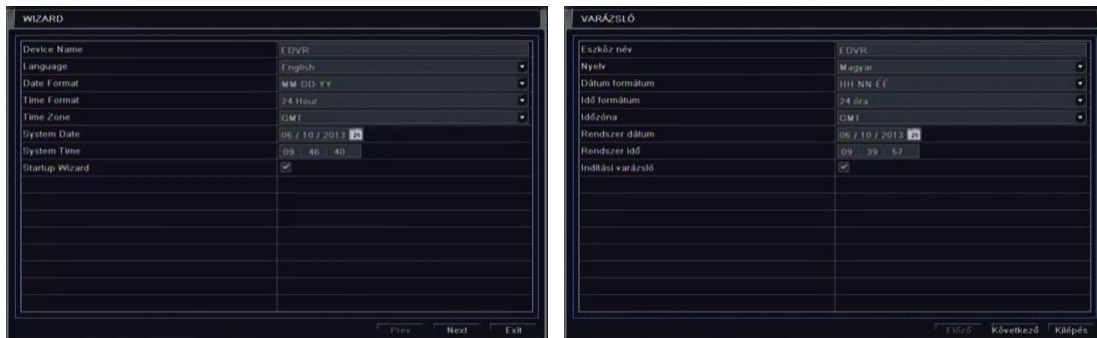 WIZARD
Device Name EDVR
Language English
Date Format MM-DD-YY
Time Format 24 Hour
Time Zone GMT
System Date 06 / 10 / 2013 25
System Time 09 : 46 : 40
Startup Wizard
Prev Next Exit
VARÁZSLÓ
Eszköz név EDVR
Nyelv Magyar
Dátum formátum HH-NN-ÉÉ
Idő formátum 24 óra
Időzóna GMT
Rendszer dátum 06 / 10 / 2013 25
Rendszer idő 09 : 39 : 57
Indítási varázsló
Előző Következő Kilépés